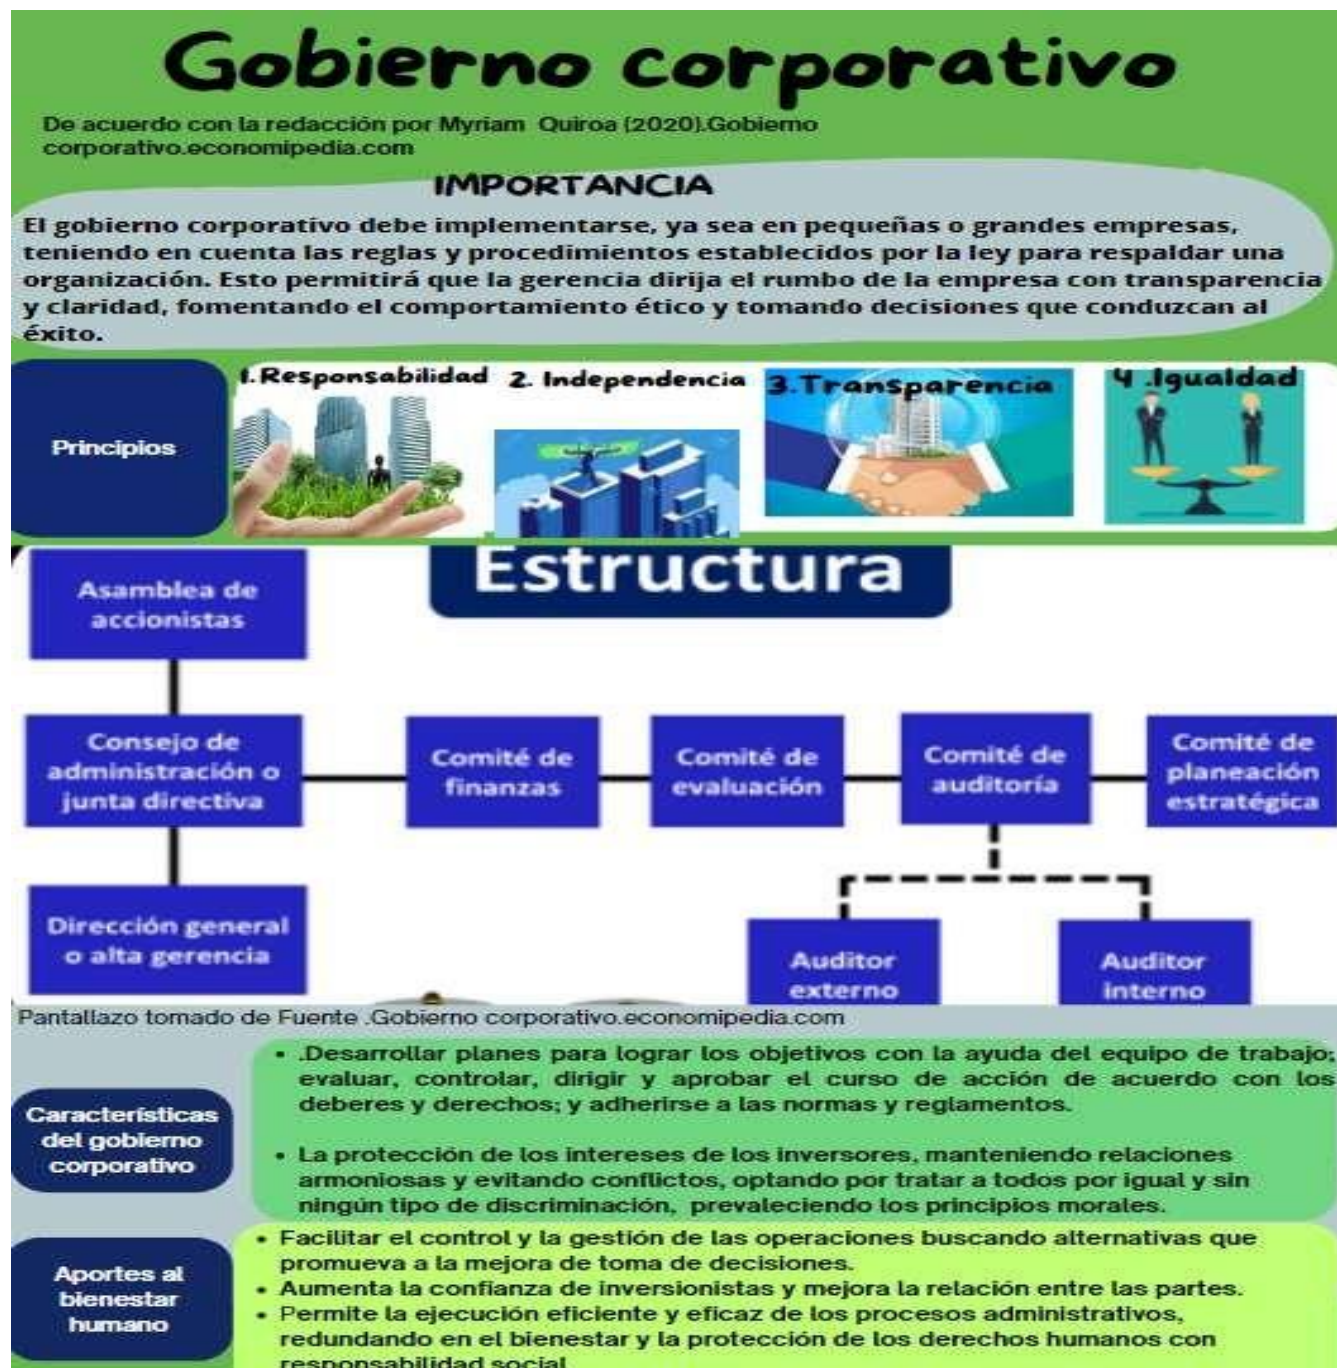 Gobierno corporativo
De acuerdo con la redacción por Myriam Quiroa (2020).Gobierno
corporativo.economipedia.com
IMPORTANCIA
El gobierno corporativo debe implementarse, ya sea en pequeñas o grandes empresas,
teniendo en cuenta las reglas y procedimientos establecidos por la ley para respaldar una
organización. Esto permitirá que la gerencia dirija el rumbo de la empresa con transparencia
y claridad, fomentando el comportamiento ético y tomando decisiones que conduzcan al
éxito.
Principios
1.Responsabilidad
2. Independencia
3.Transparencia
4 .Igualdad
Estructura
Asamblea de
accionistas
Consejo de
administración o
junta directiva
Comité de
finanzas
Comité de
evaluación
Comité de
auditoría
Comité de
planeación
estratégica
Dirección general
o alta gerencia
Auditor
externo
Auditor
interno
Pantallazo tomado de Fuente .Gobierno corporativo.economipedia.com
Características
del gobierno
corporativo
• .Desarrollar planes para lograr los objetivos con la ayuda del equipo de trabajo;
evaluar, controlar, dirigir y aprobar el curso de acción de acuerdo con los
deberes y derechos; y adherirse a las normas y reglamentos.
• La protección de los intereses de los inversores, manteniendo relaciones
armoniosas y evitando conflictos, optando por tratar a todos por igual y sin
ningún tipo de discriminación, prevaleciendo los principios morales.
Aportes al
bienestar
humano
• Facilitar el control y la gestión de las operaciones buscando alternativas que
promueva a la mejora de toma de decisiones.
• Aumenta la confianza de inversionistas y mejora la relación entre las partes.
• Permite la ejecución eficiente y eficaz de los procesos administrativos,
redundando en el bienestar y la protección de los derechos humanos con
responsabilidad social